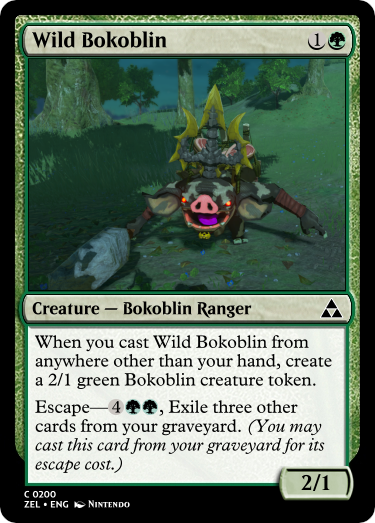 Wild Bokoblin 1
Creature — Bokoblin Ranger
When you cast Wild Bokoblin from
anywhere other than your hand, create
a 2/1 green Bokoblin creature token.
Escape—4, Exile three other
cards from your graveyard. (You may
cast this card from your graveyard for its
escape cost.)
2/1
C 0200
ZEL • ENG Nintendo